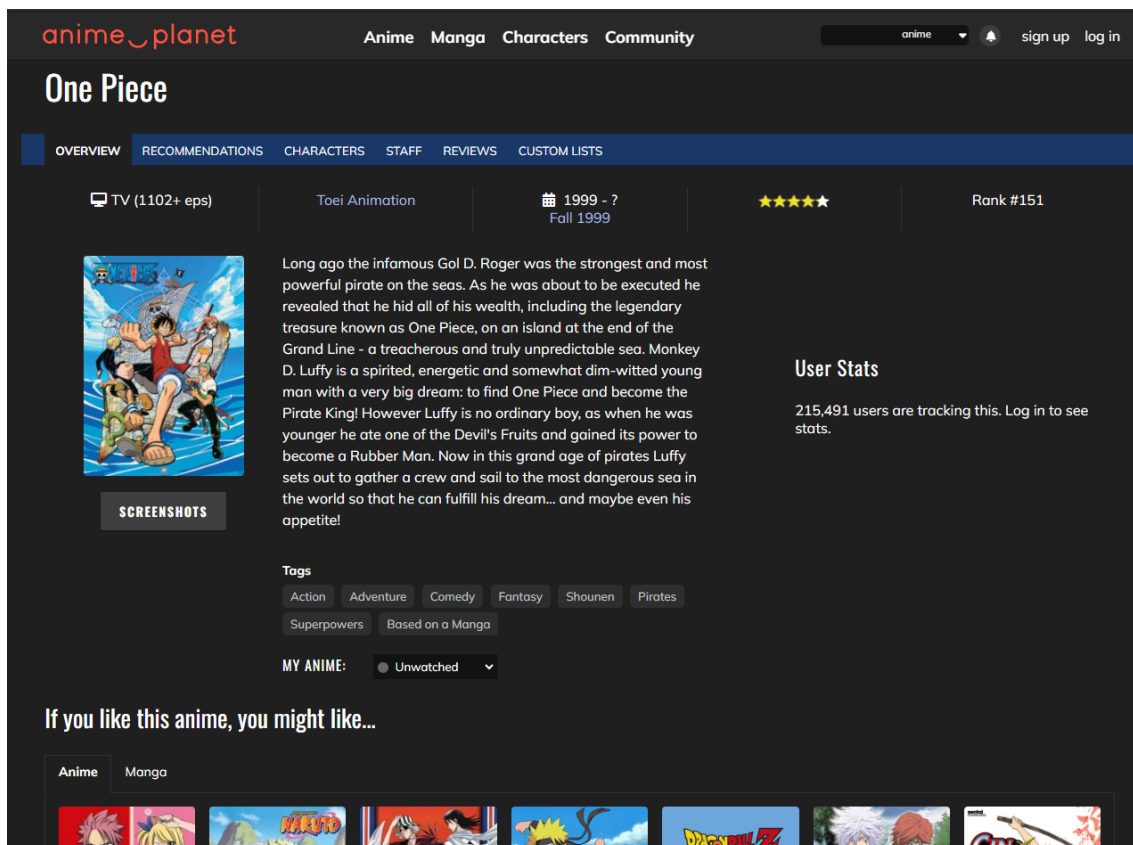 anime planet
Anime Manga Characters Community
anime
sign up log in
One Piece
OVERVIEW RECOMMENDATIONS CHARACTERS STAFF REVIEWS CUSTOM LISTS
TV (1102+ eps)
Toei Animation
1999 - ?
Fall 1999
Rank #151
ONE PIECE
Long ago the infamous Gol D. Roger was the strongest and most
powerful pirate on the seas. As he was about to be executed he
revealed that he hid all of his wealth, including the legendary
treasure known as One Piece, on an island at the end of the
Grand Line - a treacherous and truly unpredictable sea. Monkey
D. Luffy is a spirited, energetic and somewhat dim-witted young
man with a very big dream: to find One Piece and become the
Pirate King! However Luffy is no ordinary boy, as when he was
younger he ate one of the Devil's Fruits and gained its power to
become a Rubber Man. Now in this grand age of pirates Luffy
sets out to gather a crew and sail to the most dangerous sea in
the world so that he can fulfill his dream... and maybe even his
appetite!
SCREENSHOTS
User Stats
215,491 users are tracking this. Log in to see
stats.
Tags
Action Adventure Comedy Fantasy Shounen Pirates
Superpowers Based on a Manga
MY ANIME: Unwatched
If you like this anime, you might like...
Anime Manga
NARUTO
DRAGON BALL Z